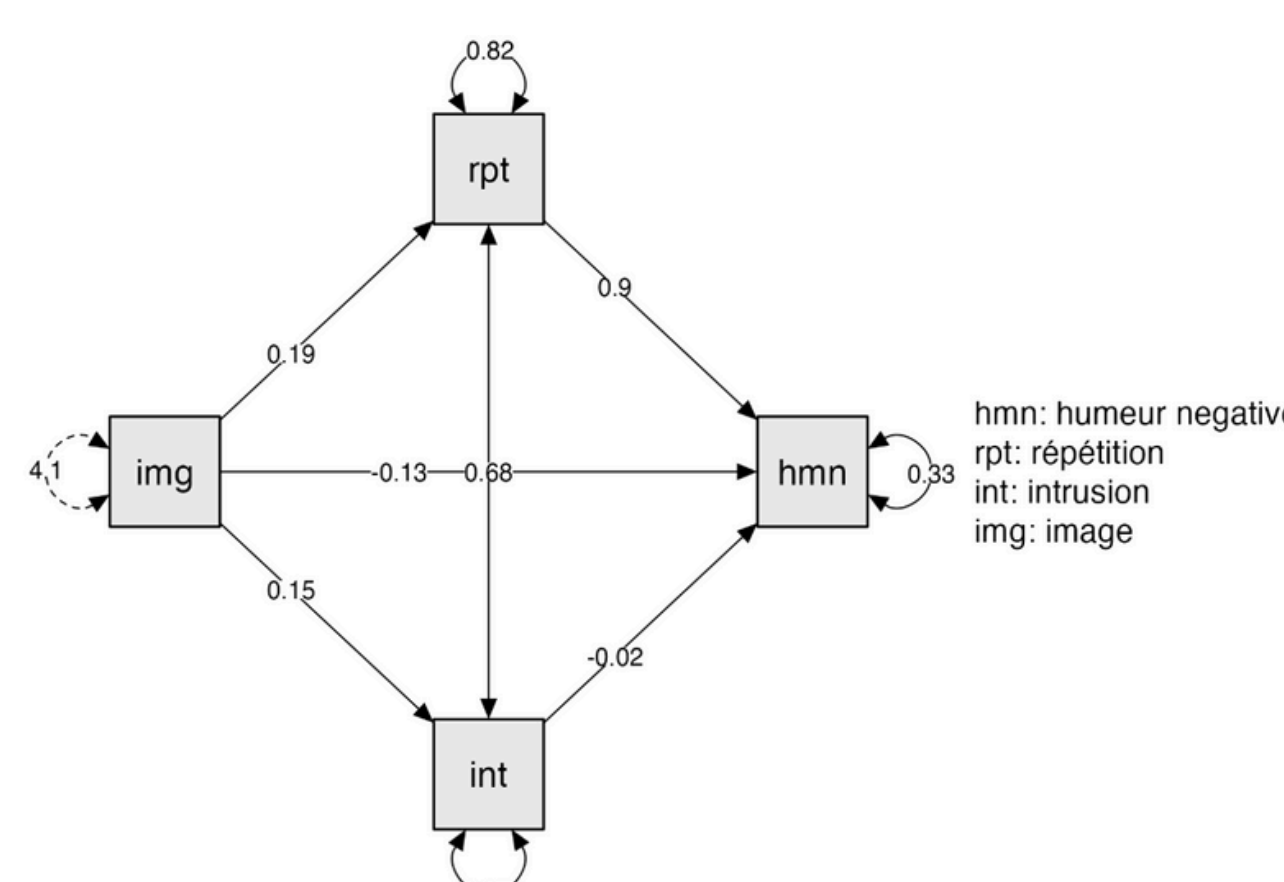 0.82
rpt
0.9
0.19
4.1
img
-0.13
0.68
hmn
0.33
hmn: humeur negative
rpt: répétition
int: intrusion
img: image
0.15
-0.02
int